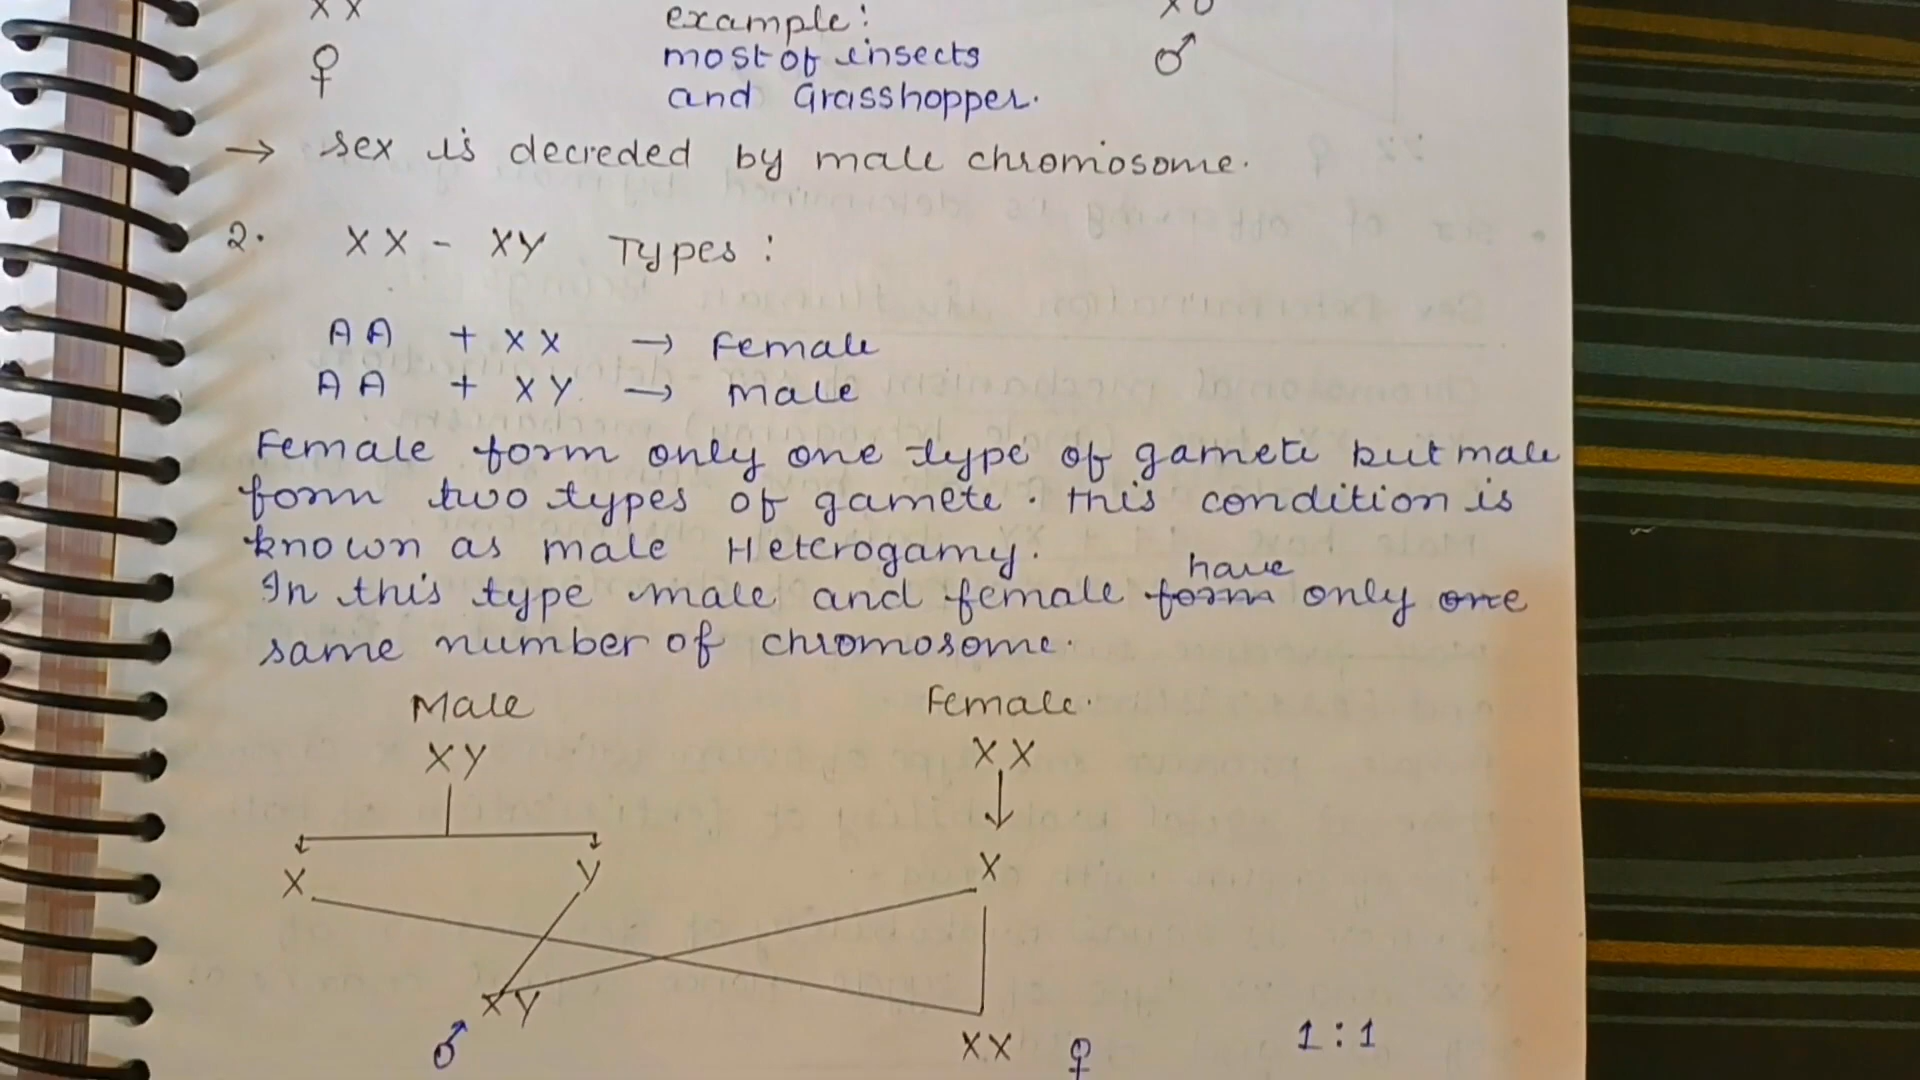 XX example: XO
♀ most of insects ♂
and Grasshopper.
→ sex is decreded by male chromosome.
2. XX - XY Types:
AA + XX → Female
AA + XY → Male
Female form only one type of gamete but male
form two types of gamete. this condition is
known as male Heterogamy.
have
In this type male and female form only one
same number of chromosome.
Male Female.
XY XX
X Y X
XY
♂ XX ♀ 1:1